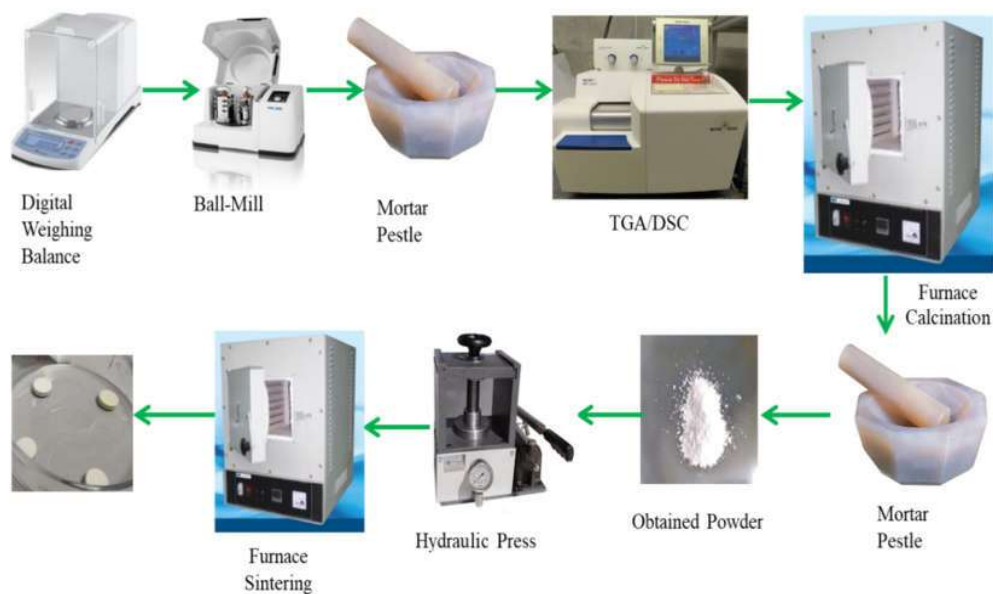 Digital
Weighing
Balance
Ball-Mill
Mortar
Pestle
TGA/DSC
Furnace
Calcination
Mortar
Pestle
Obtained Powder
Hydraulic Press
Furnace
Sintering